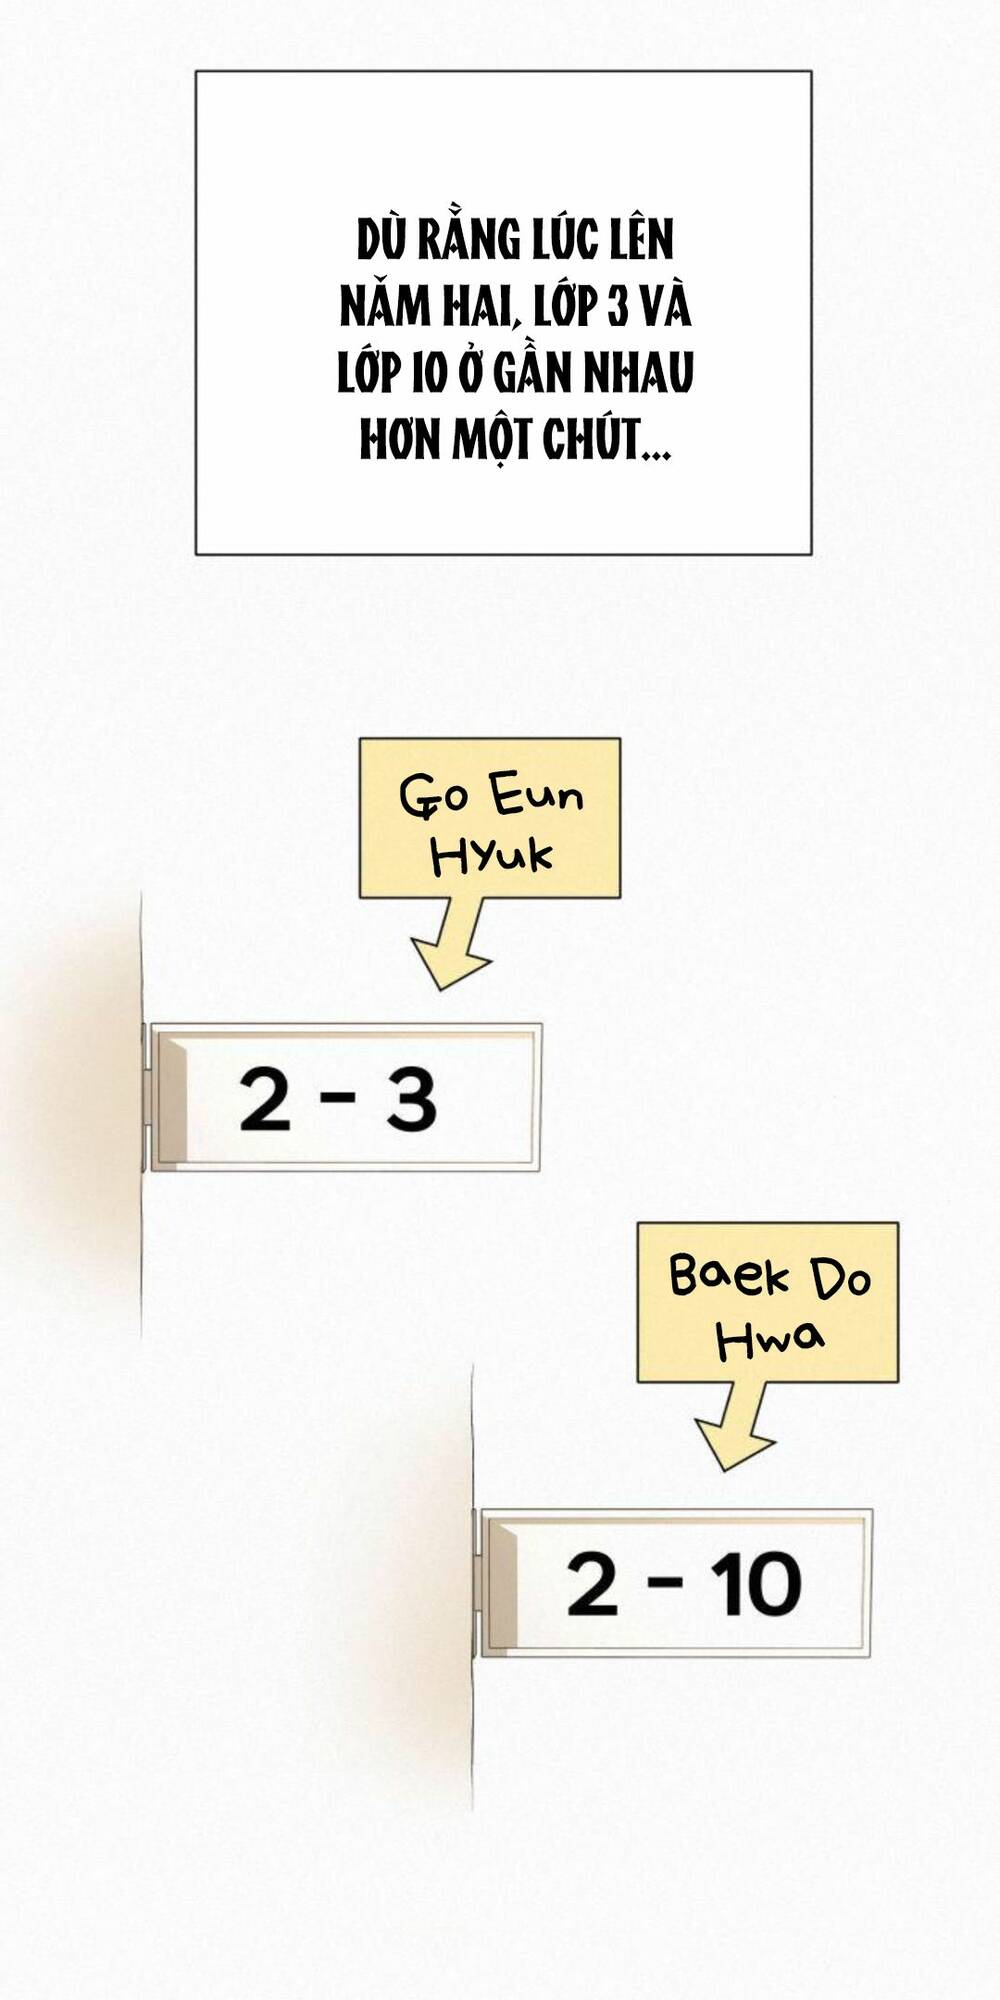 DÙ RẰNG LÚC LÊN
NĂM HAI, LỚP 3 VÀ
LỚP 10 Ở GẦN NHAU
HƠN MỘT CHÚT...
Go Eun
Hyuk
2 - 3
Baek Do
Hwa
2 - 10